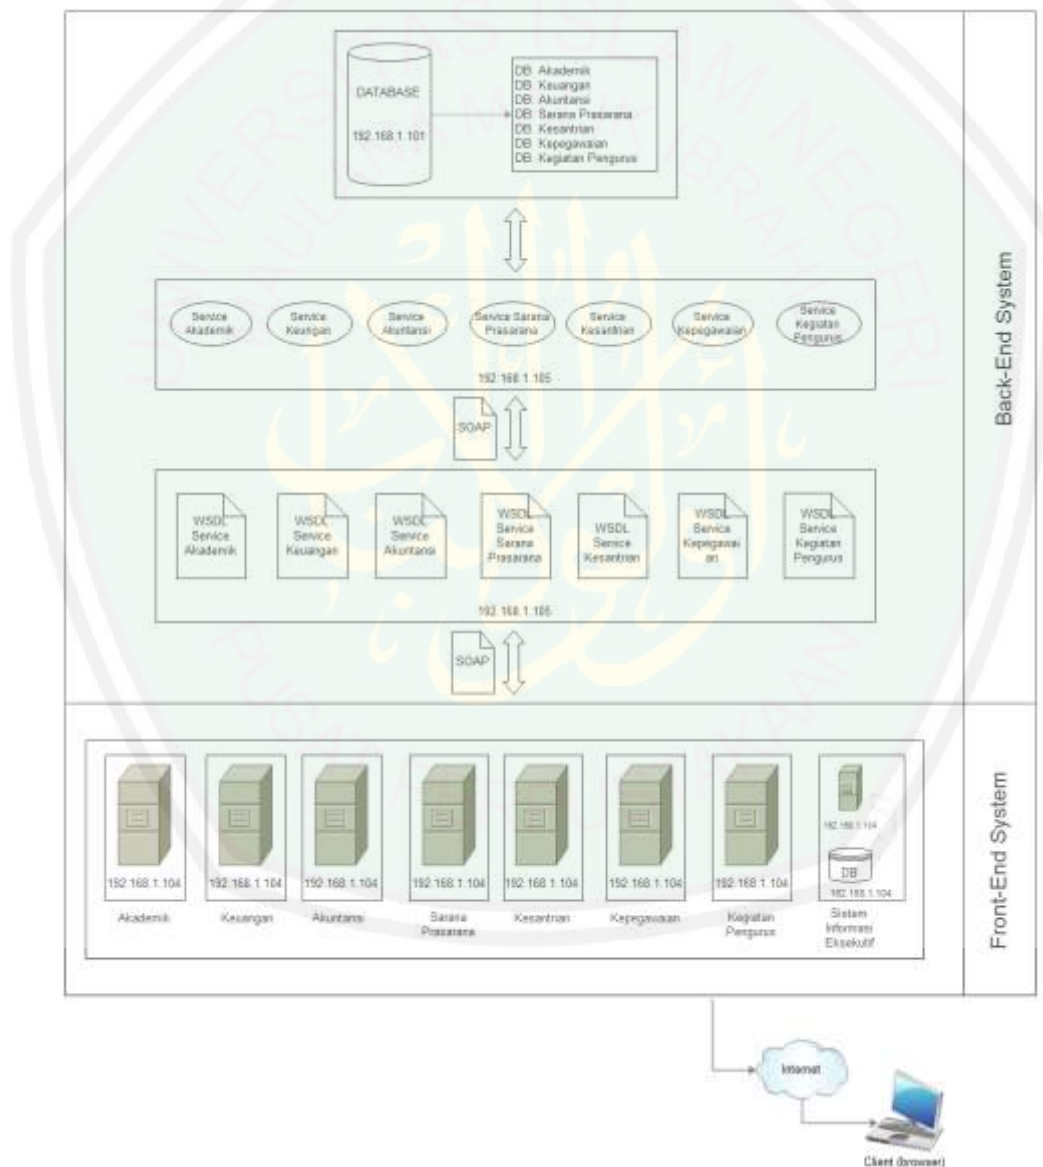 DATABASE
192.168.1.101
DB Akademik
DB Keuangan
DB Akuntansi
DB Sarana Prasarana
DB Kesantrian
DB Kepegawaian
DB Kegiatan Pengurus
Service
Akademik
Service
Keungan
Service
Akuntansi
Service Sarana
Prasarana
Service
Kesantrian
Service
Kepegawaian
Service
Kegiatan
Pengurus
192.168.1.105
SOAP
WSDL
Service
Akademik
WSDL
Service
Keuangan
WSDL
Service
Akuntansi
WSDL
Service
Sarana
Prasarana
WSDL
Service
Kesantrian
WSDL
Service
Kepegawai
an
WSDL
Service
Kegiatan
Pengurus
192.168.1.105
SOAP
Back-End System
192.168.1.104
192.168.1.104
192.168.1.104
192.168.1.104
192.168.1.104
192.168.1.104
192.168.1.104
192.168.1.104
DB
192.168.1.104
Akademik
Keuangan
Akuntansi
Sarana
Prasarana
Kesantrian
Kepegawaian
Kegiatan
Pengurus
Sistem
Informasi
Eksekutif
Front-End System
Internet
Client (browser)